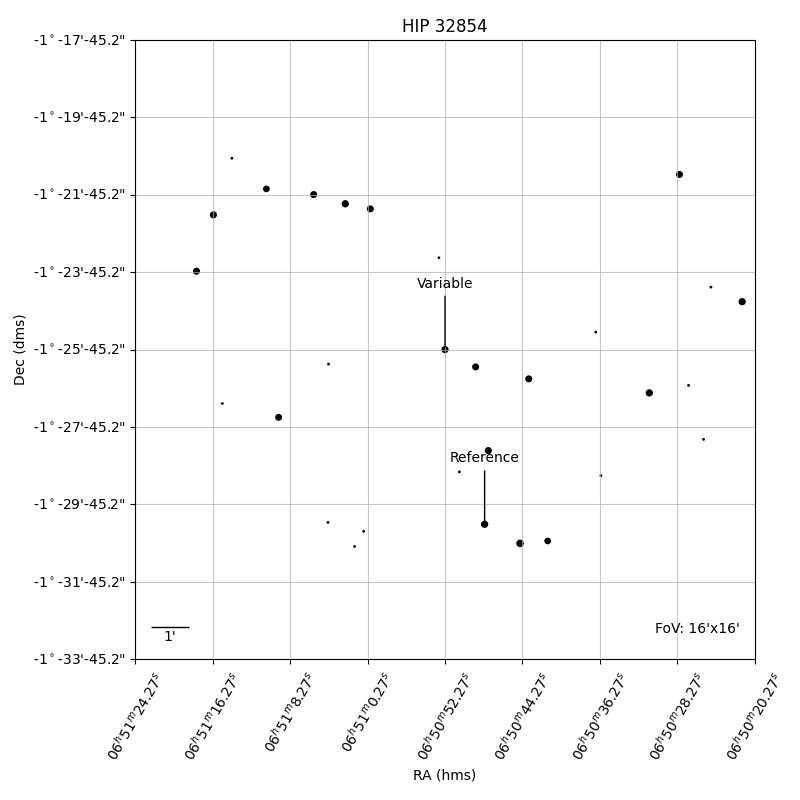 HIP 32854
-1°-17'-45.2"
-1°-19'-45.2"
-1°-21'-45.2"
-1°-23'-45.2"
-1°-25'-45.2"
-1°-27'-45.2"
-1°-29'-45.2"
-1°-31'-45.2"
-1°-33'-45.2"
Dec (dms)
Variable
Reference
1'
FoV: 16'x16'
06ʰ51ᵐ24.27ˢ
06ʰ51ᵐ16.27ˢ
06ʰ51ᵐ8.27ˢ
06ʰ51ᵐ0.27ˢ
06ʰ50ᵐ52.27ˢ
06ʰ50ᵐ44.27ˢ
06ʰ50ᵐ36.27ˢ
06ʰ50ᵐ28.27ˢ
06ʰ50ᵐ20.27ˢ
RA (hms)